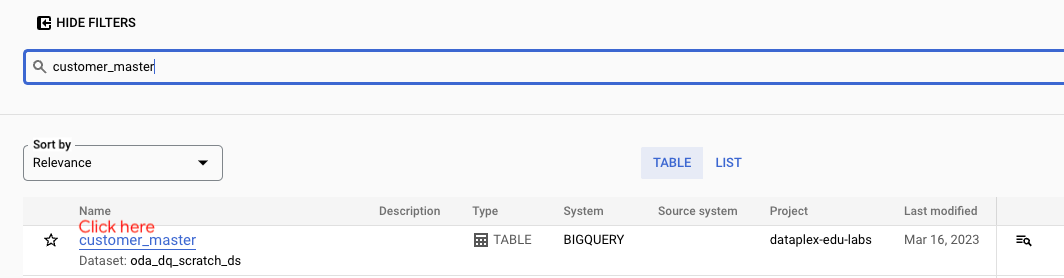 HIDE FILTERS
customer_master
Sort by
Relevance
TABLE LIST
Name Description Type System Source system Project Last modified
Click here
customer_master TABLE BIGQUERY dataplex-edu-labs Mar 16, 2023
Dataset: oda_dq_scratch_ds